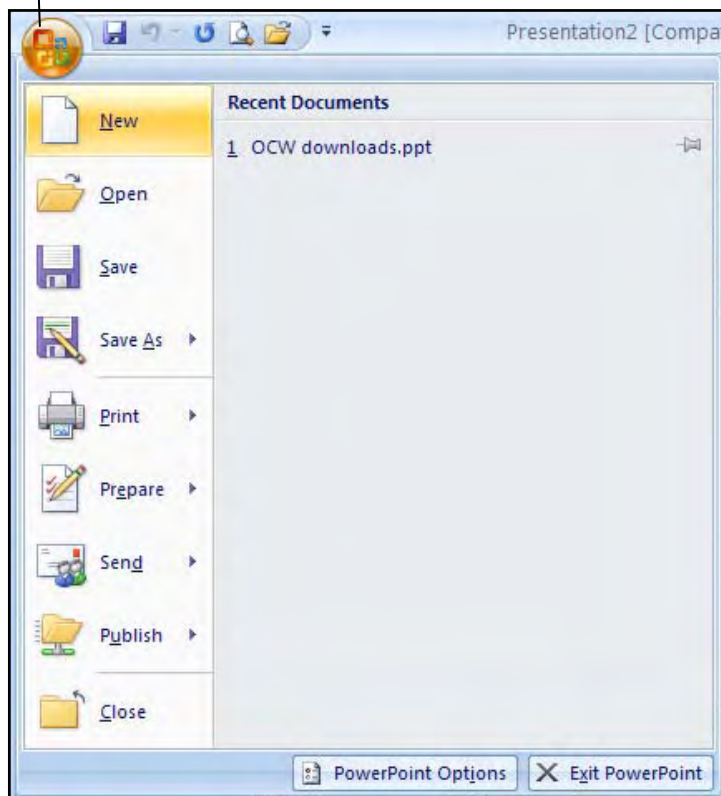 Presentation2 [Compa
New
Recent Documents
1 OCW downloads.ppt
Open
Save
Save As
Print
Prepare
Send
Publish
Close
PowerPoint Options
Exit PowerPoint